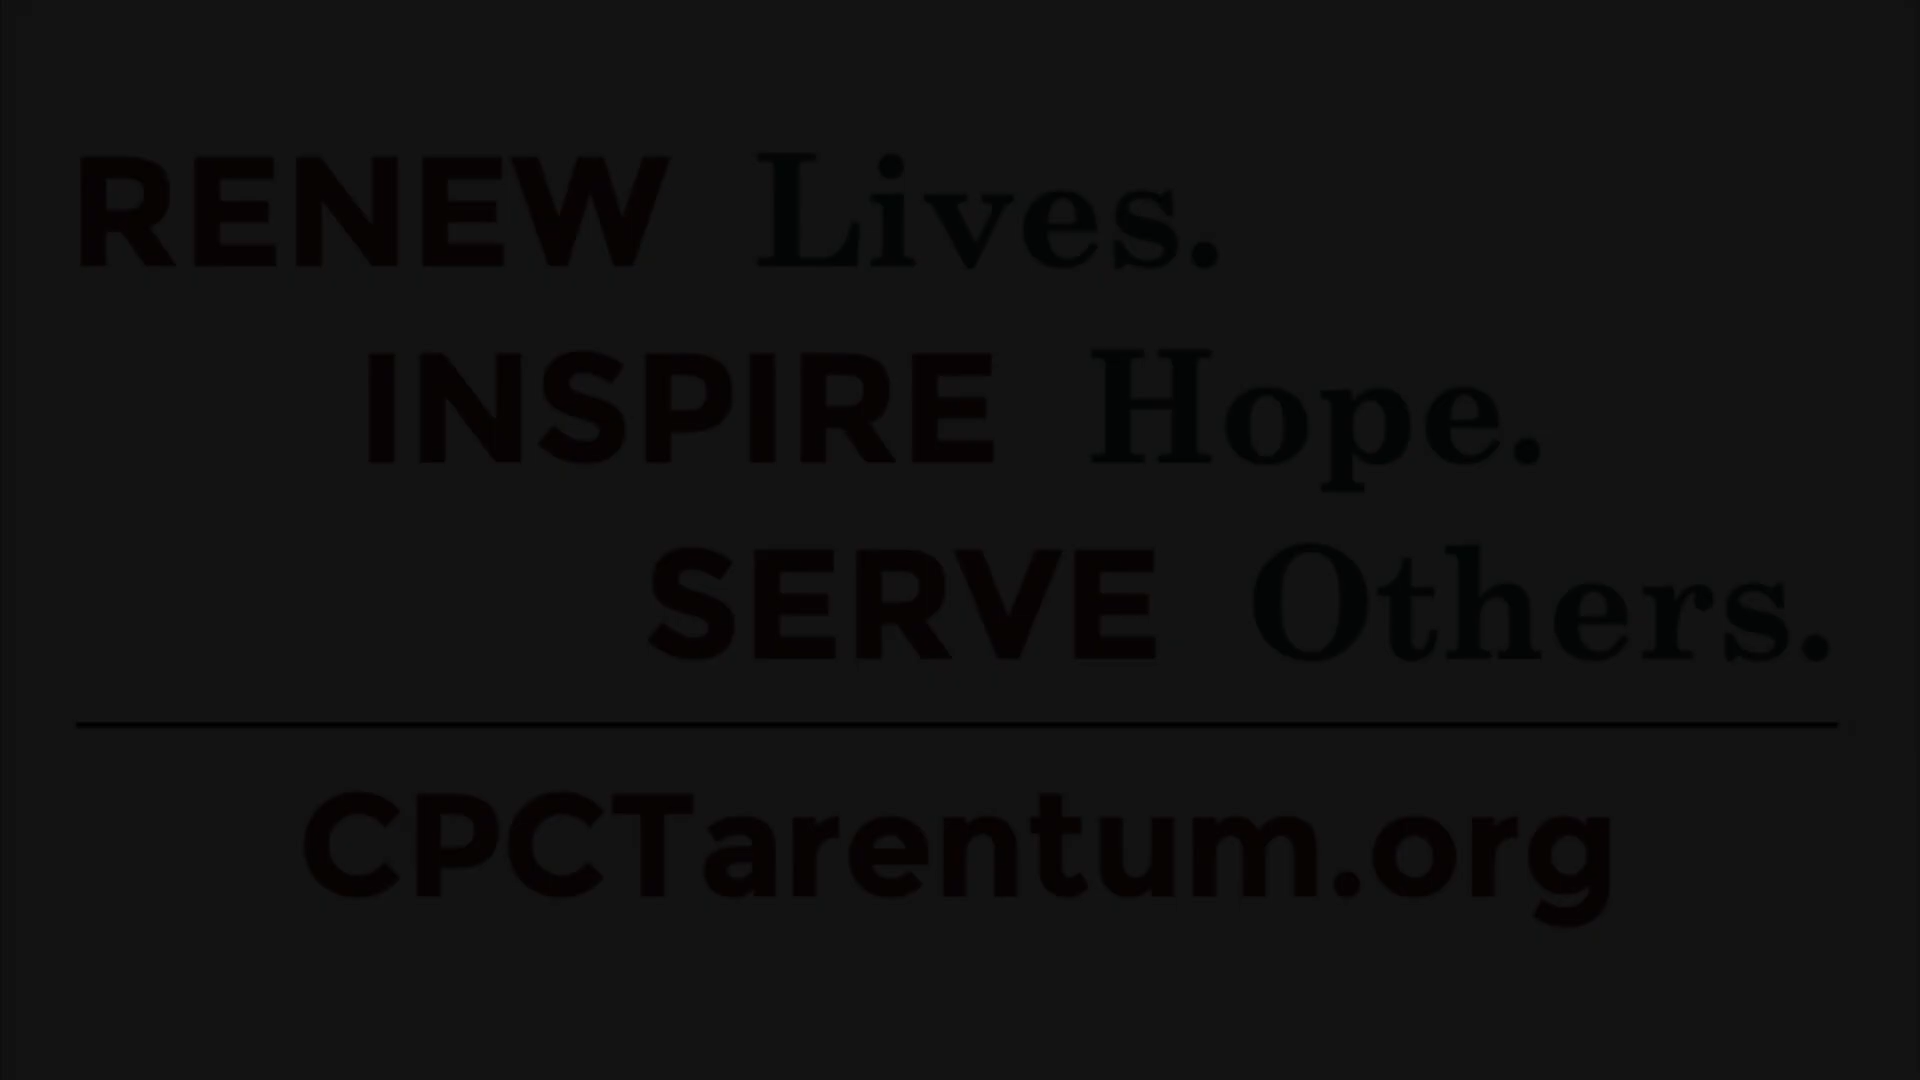 RENEW Lives.
INSPIRE Hope.
SERVE Others.
CPCTarentum.org